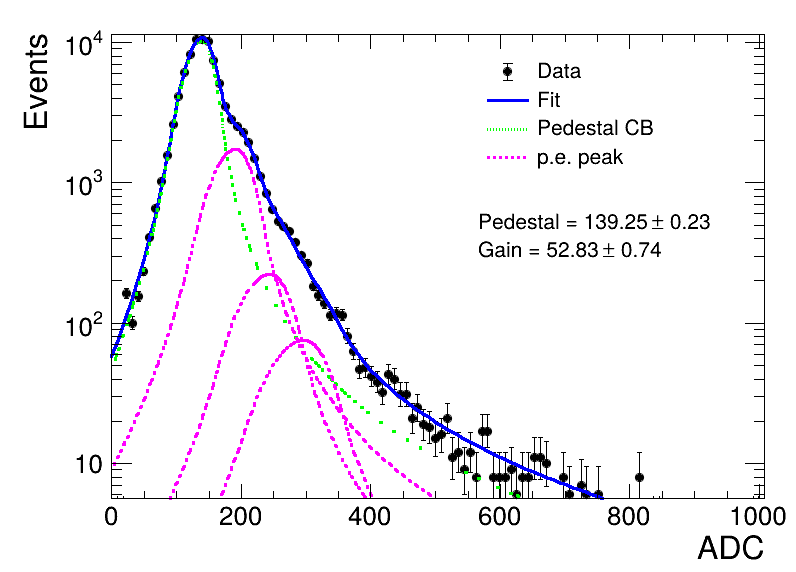 Events
10^4
10^3
10^2
10
Data
Fit
Pedestal CB
p.e. peak
Pedestal = 139.25 ± 0.23
Gain = 52.83 ± 0.74
0 200 400 600 800 1000
ADC